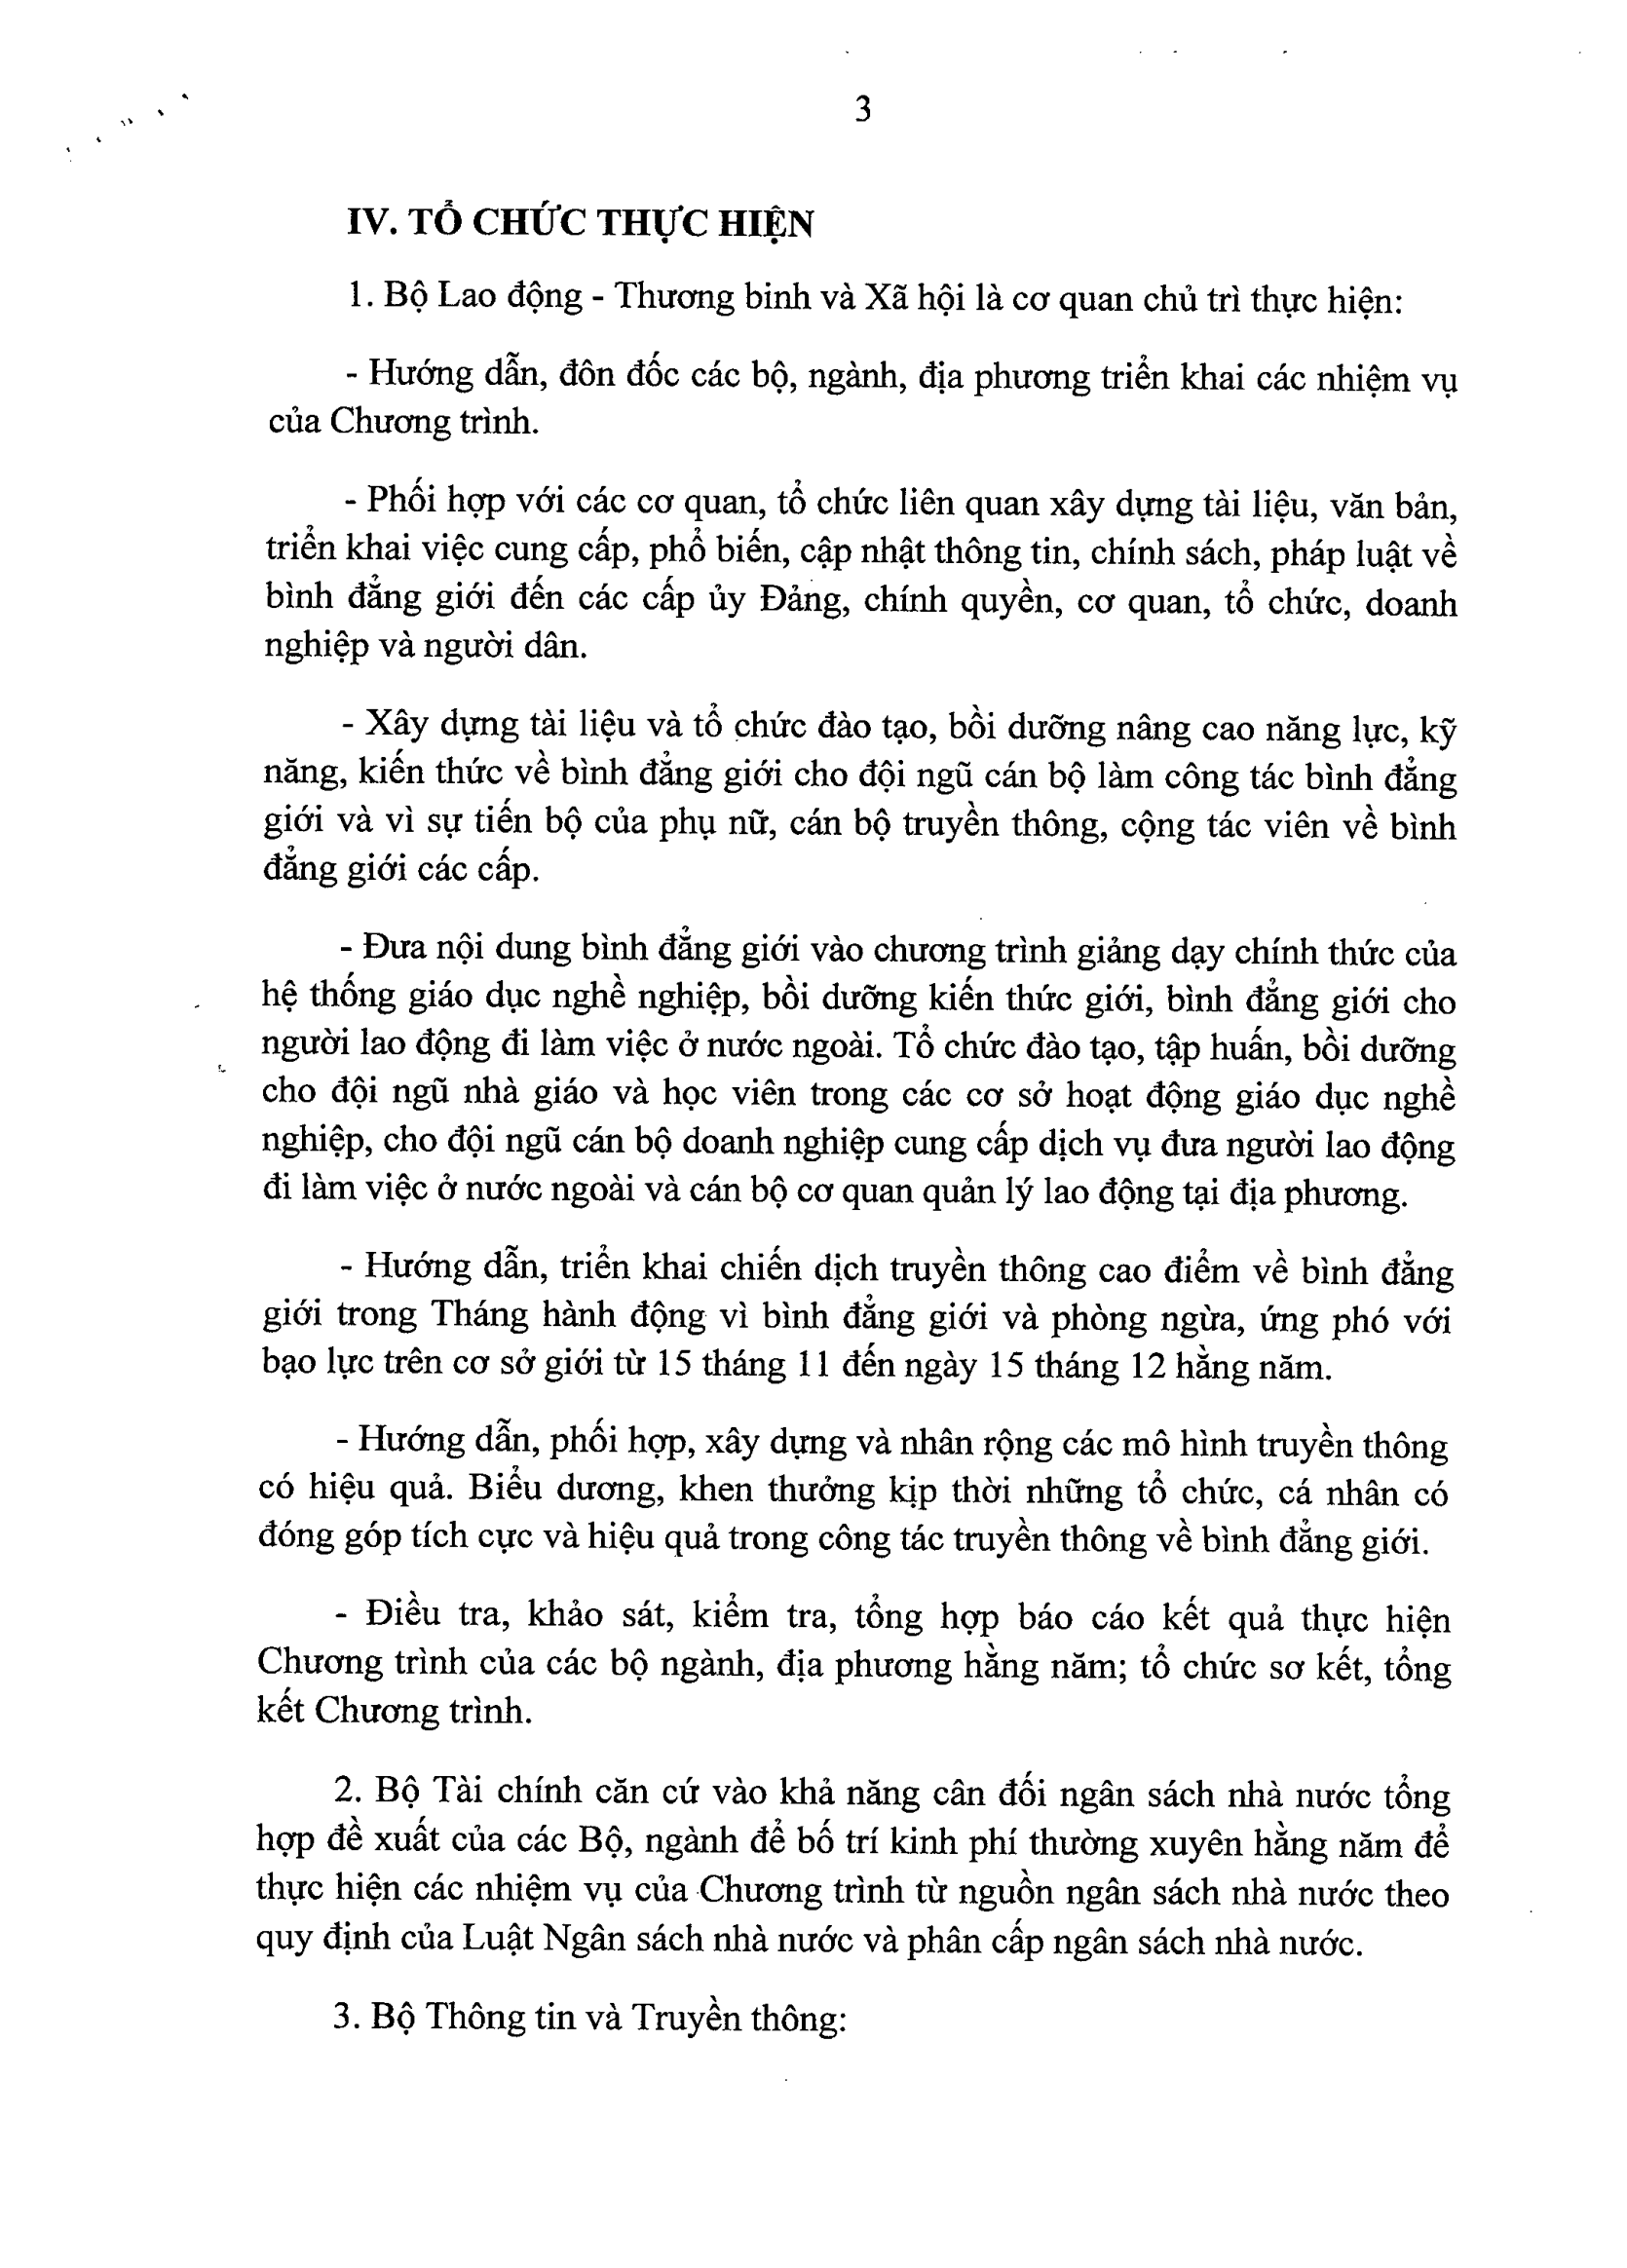 3
IV. TỔ CHỨC THỰC HIỆN
1. Bộ Lao động - Thương binh và Xã hội là cơ quan chủ trì thực hiện:
- Hướng dẫn, đôn đốc các bộ, ngành, địa phương triển khai các nhiệm vụ
của Chương trình.
- Phối hợp với các cơ quan, tổ chức liên quan xây dựng tài liệu, văn bản,
triển khai việc cung cấp, phổ biến, cập nhật thông tin, chính sách, pháp luật về
bình đẳng giới đến các cấp ủy Đảng, chính quyền, cơ quan, tổ chức, doanh
nghiệp và người dân.
- Xây dựng tài liệu và tổ chức đào tạo, bồi dưỡng nâng cao năng lực, kỹ
năng, kiến thức về bình đẳng giới cho đội ngũ cán bộ làm công tác bình đẳng
giới và vì sự tiến bộ của phụ nữ, cán bộ truyền thông, cộng tác viên về bình
đẳng giới các cấp.
- Đưa nội dung bình đẳng giới vào chương trình giảng dạy chính thức của
hệ thống giáo dục nghề nghiệp, bồi dưỡng kiến thức giới, bình đẳng giới cho
người lao động đi làm việc ở nước ngoài. Tổ chức đào tạo, tập huấn, bồi dưỡng
cho đội ngũ nhà giáo và học viên trong các cơ sở hoạt động giáo dục nghề
nghiệp, cho đội ngũ cán bộ doanh nghiệp cung cấp dịch vụ đưa người lao động
đi làm việc ở nước ngoài và cán bộ cơ quan quản lý lao động tại địa phương.
- Hướng dẫn, triển khai chiến dịch truyền thông cao điểm về bình đẳng
giới trong Tháng hành động vì bình đẳng giới và phòng ngừa, ứng phó với
bạo lực trên cơ sở giới từ 15 tháng 11 đến ngày 15 tháng 12 hằng năm.
- Hướng dẫn, phối hợp, xây dựng và nhân rộng các mô hình truyền thông
có hiệu quả. Biểu dương, khen thưởng kịp thời những tổ chức, cá nhân có
đóng góp tích cực và hiệu quả trong công tác truyền thông về bình đẳng giới.
- Điều tra, khảo sát, kiểm tra, tổng hợp báo cáo kết quả thực hiện
Chương trình của các bộ ngành, địa phương hằng năm; tổ chức sơ kết, tổng
kết Chương trình.
2. Bộ Tài chính căn cứ vào khả năng cân đối ngân sách nhà nước tổng
hợp đề xuất của các Bộ, ngành để bố trí kinh phí thường xuyên hằng năm để
thực hiện các nhiệm vụ của Chương trình từ nguồn ngân sách nhà nước theo
quy định của Luật Ngân sách nhà nước và phân cấp ngân sách nhà nước.
3. Bộ Thông tin và Truyền thông: